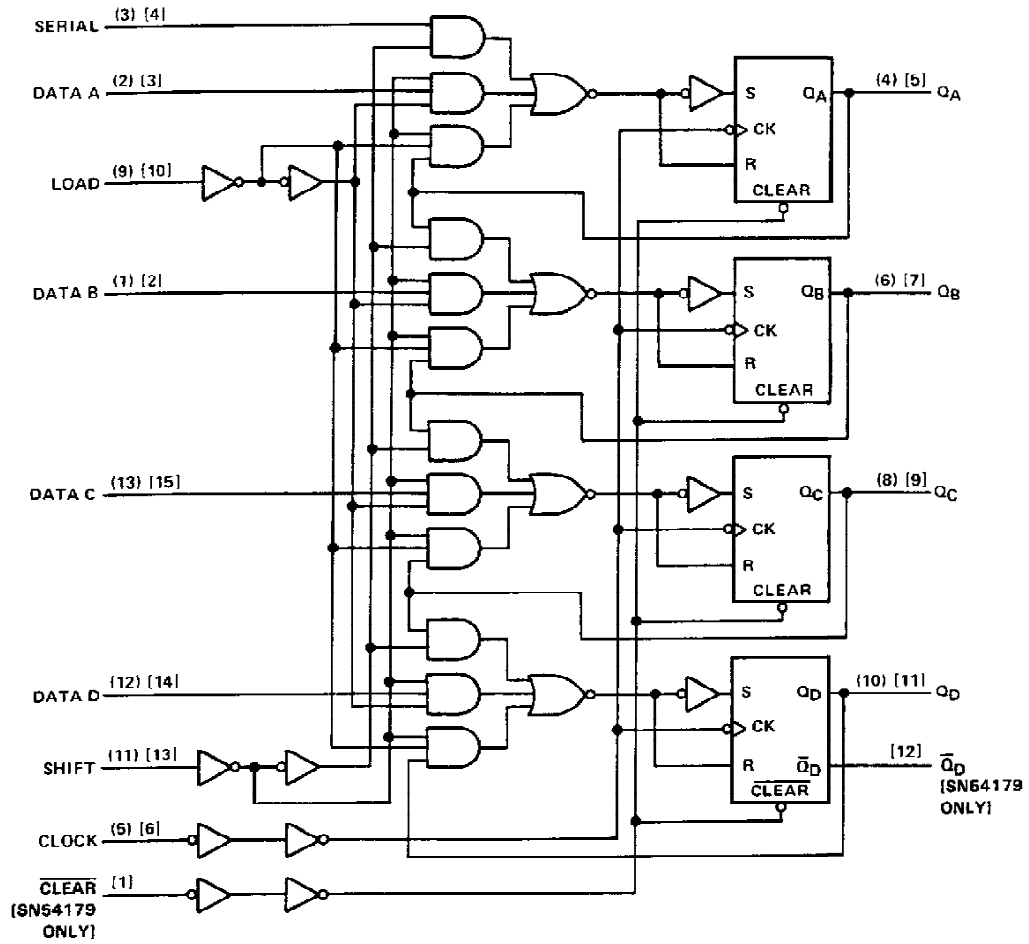 SERIAL (3) [4]
DATA A (2) [3]
LOAD (9) [10]
DATA B (1) [2]
DATA C (13) [15]
DATA D (12) [14]
SHIFT (11) [13]
CLOCK (5) [6]
CLEAR [1]
(SN54179
ONLY)
S QA (4) [5] QA
CK
R
CLEAR
S QB (6) [7] QB
CK
R
CLEAR
S QC (8) [9] QC
CK
R
CLEAR
S QD (10) [11] QD
CK
R Q̅D [12] Q̅D
CLEAR
(SN54179
ONLY)